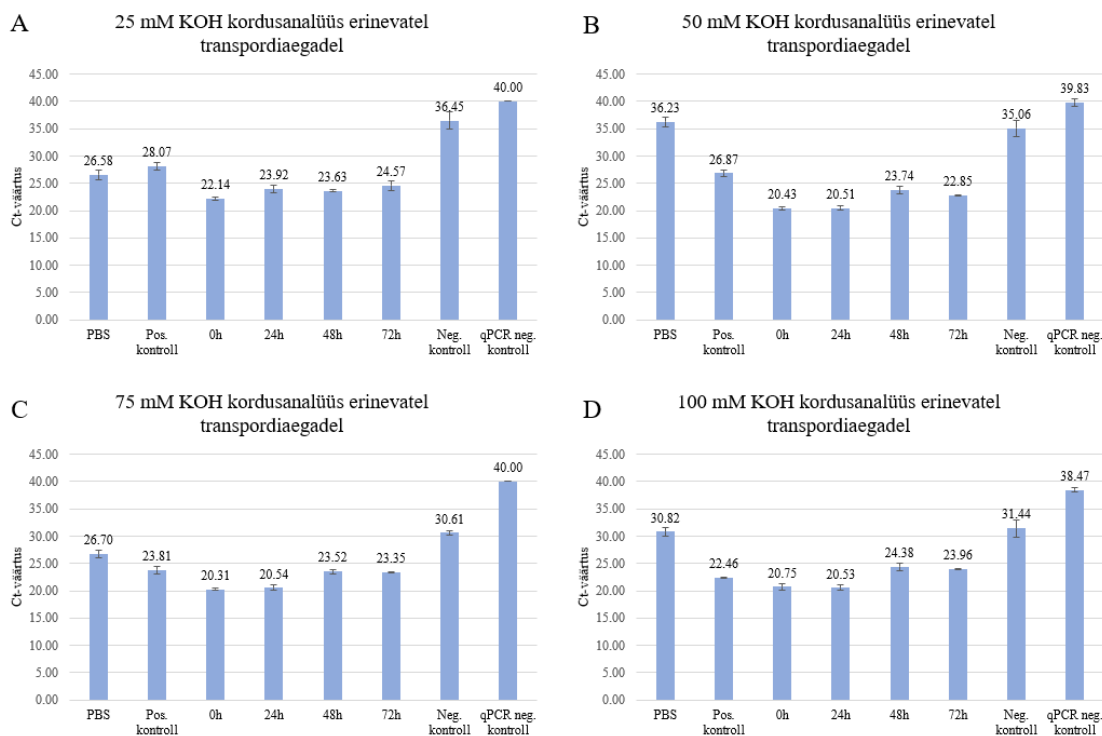 A
25 mM KOH kordusanalüüs erinevatel
transpordiaegadel
45.00
40.00
35.00
30.00
25.00
20.00
15.00
10.00
5.00
0.00
Ct-väärtus
26.58
28.07
22.14
23.92
23.63
24.57
36.45
40.00
PBS
Pos.
kontroll
0h
24h
48h
72h
Neg.
kontroll
qPCR neg.
kontroll
B
50 mM KOH kordusanalüüs erinevatel
transpordiaegadel
45.00
40.00
35.00
30.00
25.00
20.00
15.00
10.00
5.00
0.00
Ct-väärtus
36.23
26.87
20.43
20.51
23.74
22.85
35.06
39.83
PBS
Pos.
kontroll
0h
24h
48h
72h
Neg.
kontroll
qPCR neg.
kontroll
C
75 mM KOH kordusanalüüs erinevatel
transpordiaegadel
45.00
40.00
35.00
30.00
25.00
20.00
15.00
10.00
5.00
0.00
Ct-väärtus
26.70
23.81
20.31
20.54
23.52
23.35
30.61
40.00
PBS
Pos.
kontroll
0h
24h
48h
72h
Neg.
kontroll
qPCR neg.
kontroll
D
100 mM KOH kordusanalüüs erinevatel
transpordiaegadel
45.00
40.00
35.00
30.00
25.00
20.00
15.00
10.00
5.00
0.00
Ct-väärtus
30.82
22.46
20.75
20.53
24.38
23.96
31.44
38.47
PBS
Pos.
kontroll
0h
24h
48h
72h
Neg.
kontroll
qPCR neg.
kontroll